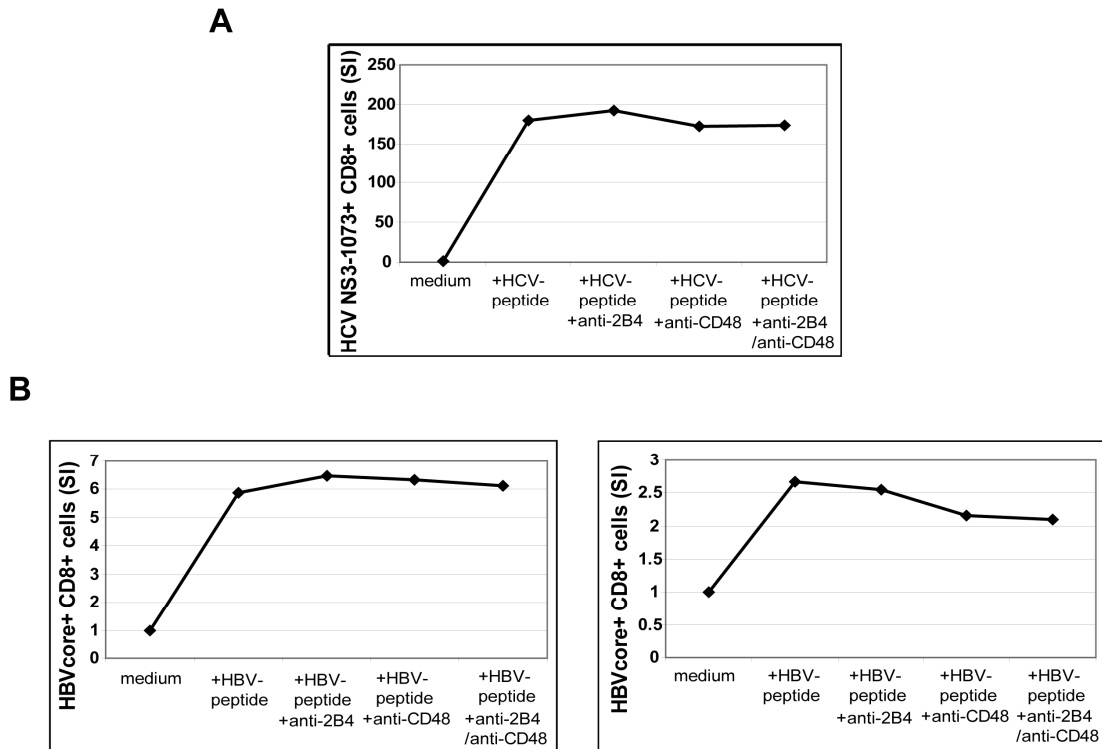 A
HCV NS3-1073+ CD8+ cells (SI)
250
200
150
100
50
0
medium
+HCV-
peptide
+HCV-
peptide
+anti-2B4
+HCV-
peptide
+anti-CD48
+HCV-
peptide
+anti-2B4
/anti-CD48
B
HBVcore+ CD8+ cells (SI)
7
6
5
4
3
2
1
0
medium
+HBV-
peptide
+HBV-
peptide
+anti-2B4
+HBV-
peptide
+anti-CD48
+HBV-
peptide
+anti-2B4
/anti-CD48
HBVcore+ CD8+ cells (SI)
3
2.5
2
1.5
1
0.5
0
medium
+HBV-
peptide
+HBV-
peptide
+anti-2B4
+HBV-
peptide
+anti-CD48
+HBV-
peptide
+anti-2B4
/anti-CD48